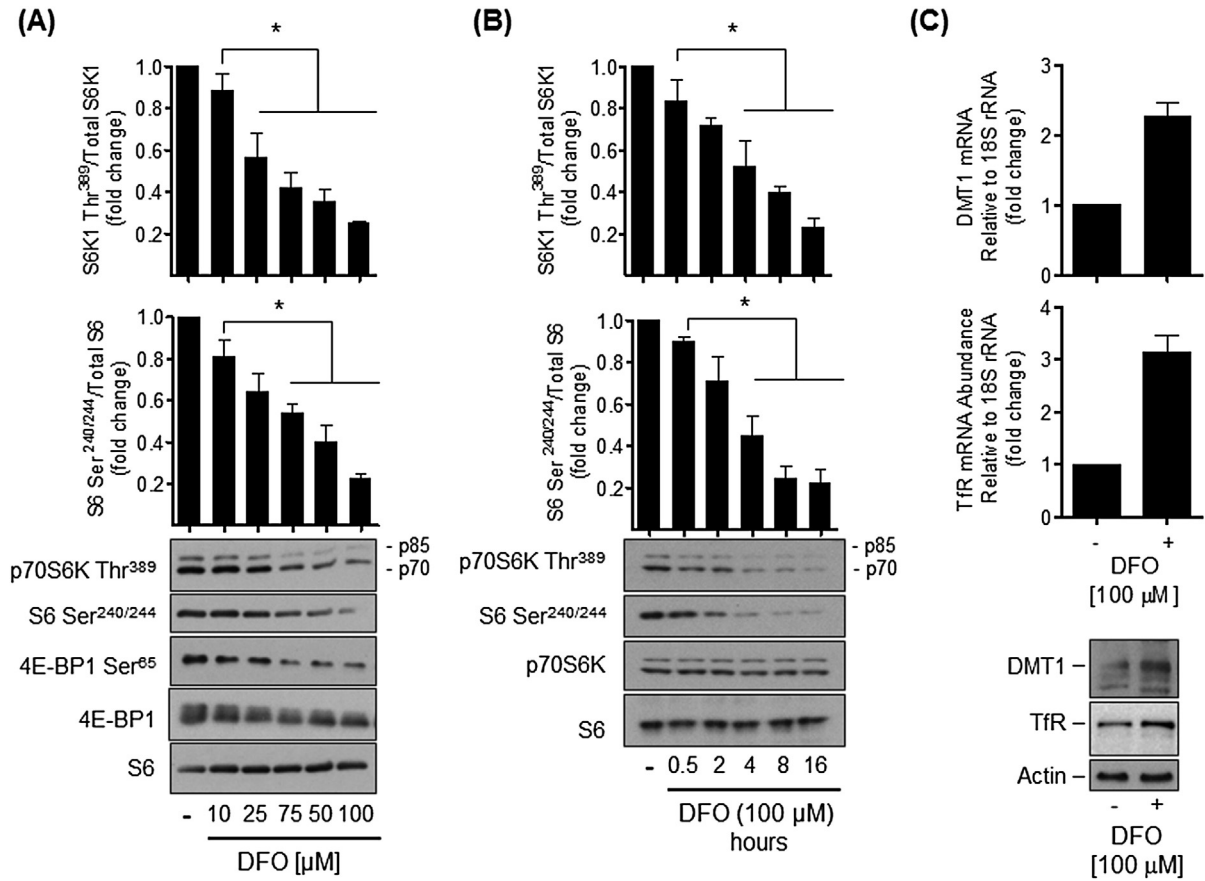 (A)
S6K1 Thr389/Total S6K1
(fold change)
1.0
0.8
0.6
0.4
0.2
*
S6 Ser240/244/Total S6
(fold change)
1.0
0.8
0.6
0.4
0.2
*
p70S6K Thr389
- p85
- p70
S6 Ser240/244
4E-BP1 Ser65
4E-BP1
S6
- 10 25 75 50 100
DFO [µM]
(B)
S6K1 Thr389/Total S6K1
(fold change)
1.0
0.8
0.6
0.4
0.2
*
S6 Ser240/244/Total S6
(fold change)
1.0
0.8
0.6
0.4
0.2
*
p70S6K Thr389
- p85
- p70
S6 Ser240/244
p70S6K
S6
- 0.5 2 4 8 16
DFO (100 µM)
hours
(C)
DMT1 mRNA
Relative to 18S rRNA
(fold change)
3
2
1
0
TfR mRNA Abundance
Relative to 18S rRNA
(fold change)
4
3
2
1
0
- +
DFO
[100 µM]
DMT1 –
TfR –
Actin –
- +
DFO
[100 µM]